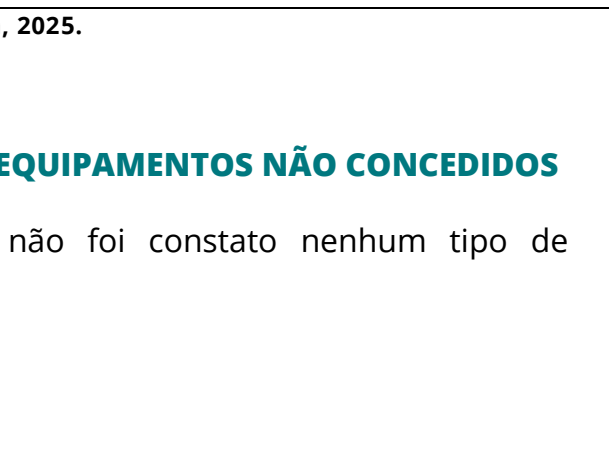 , 2025.
EQUIPAMENTOS NÃO CONCEDIDOS
não foi constato nenhum tipo de